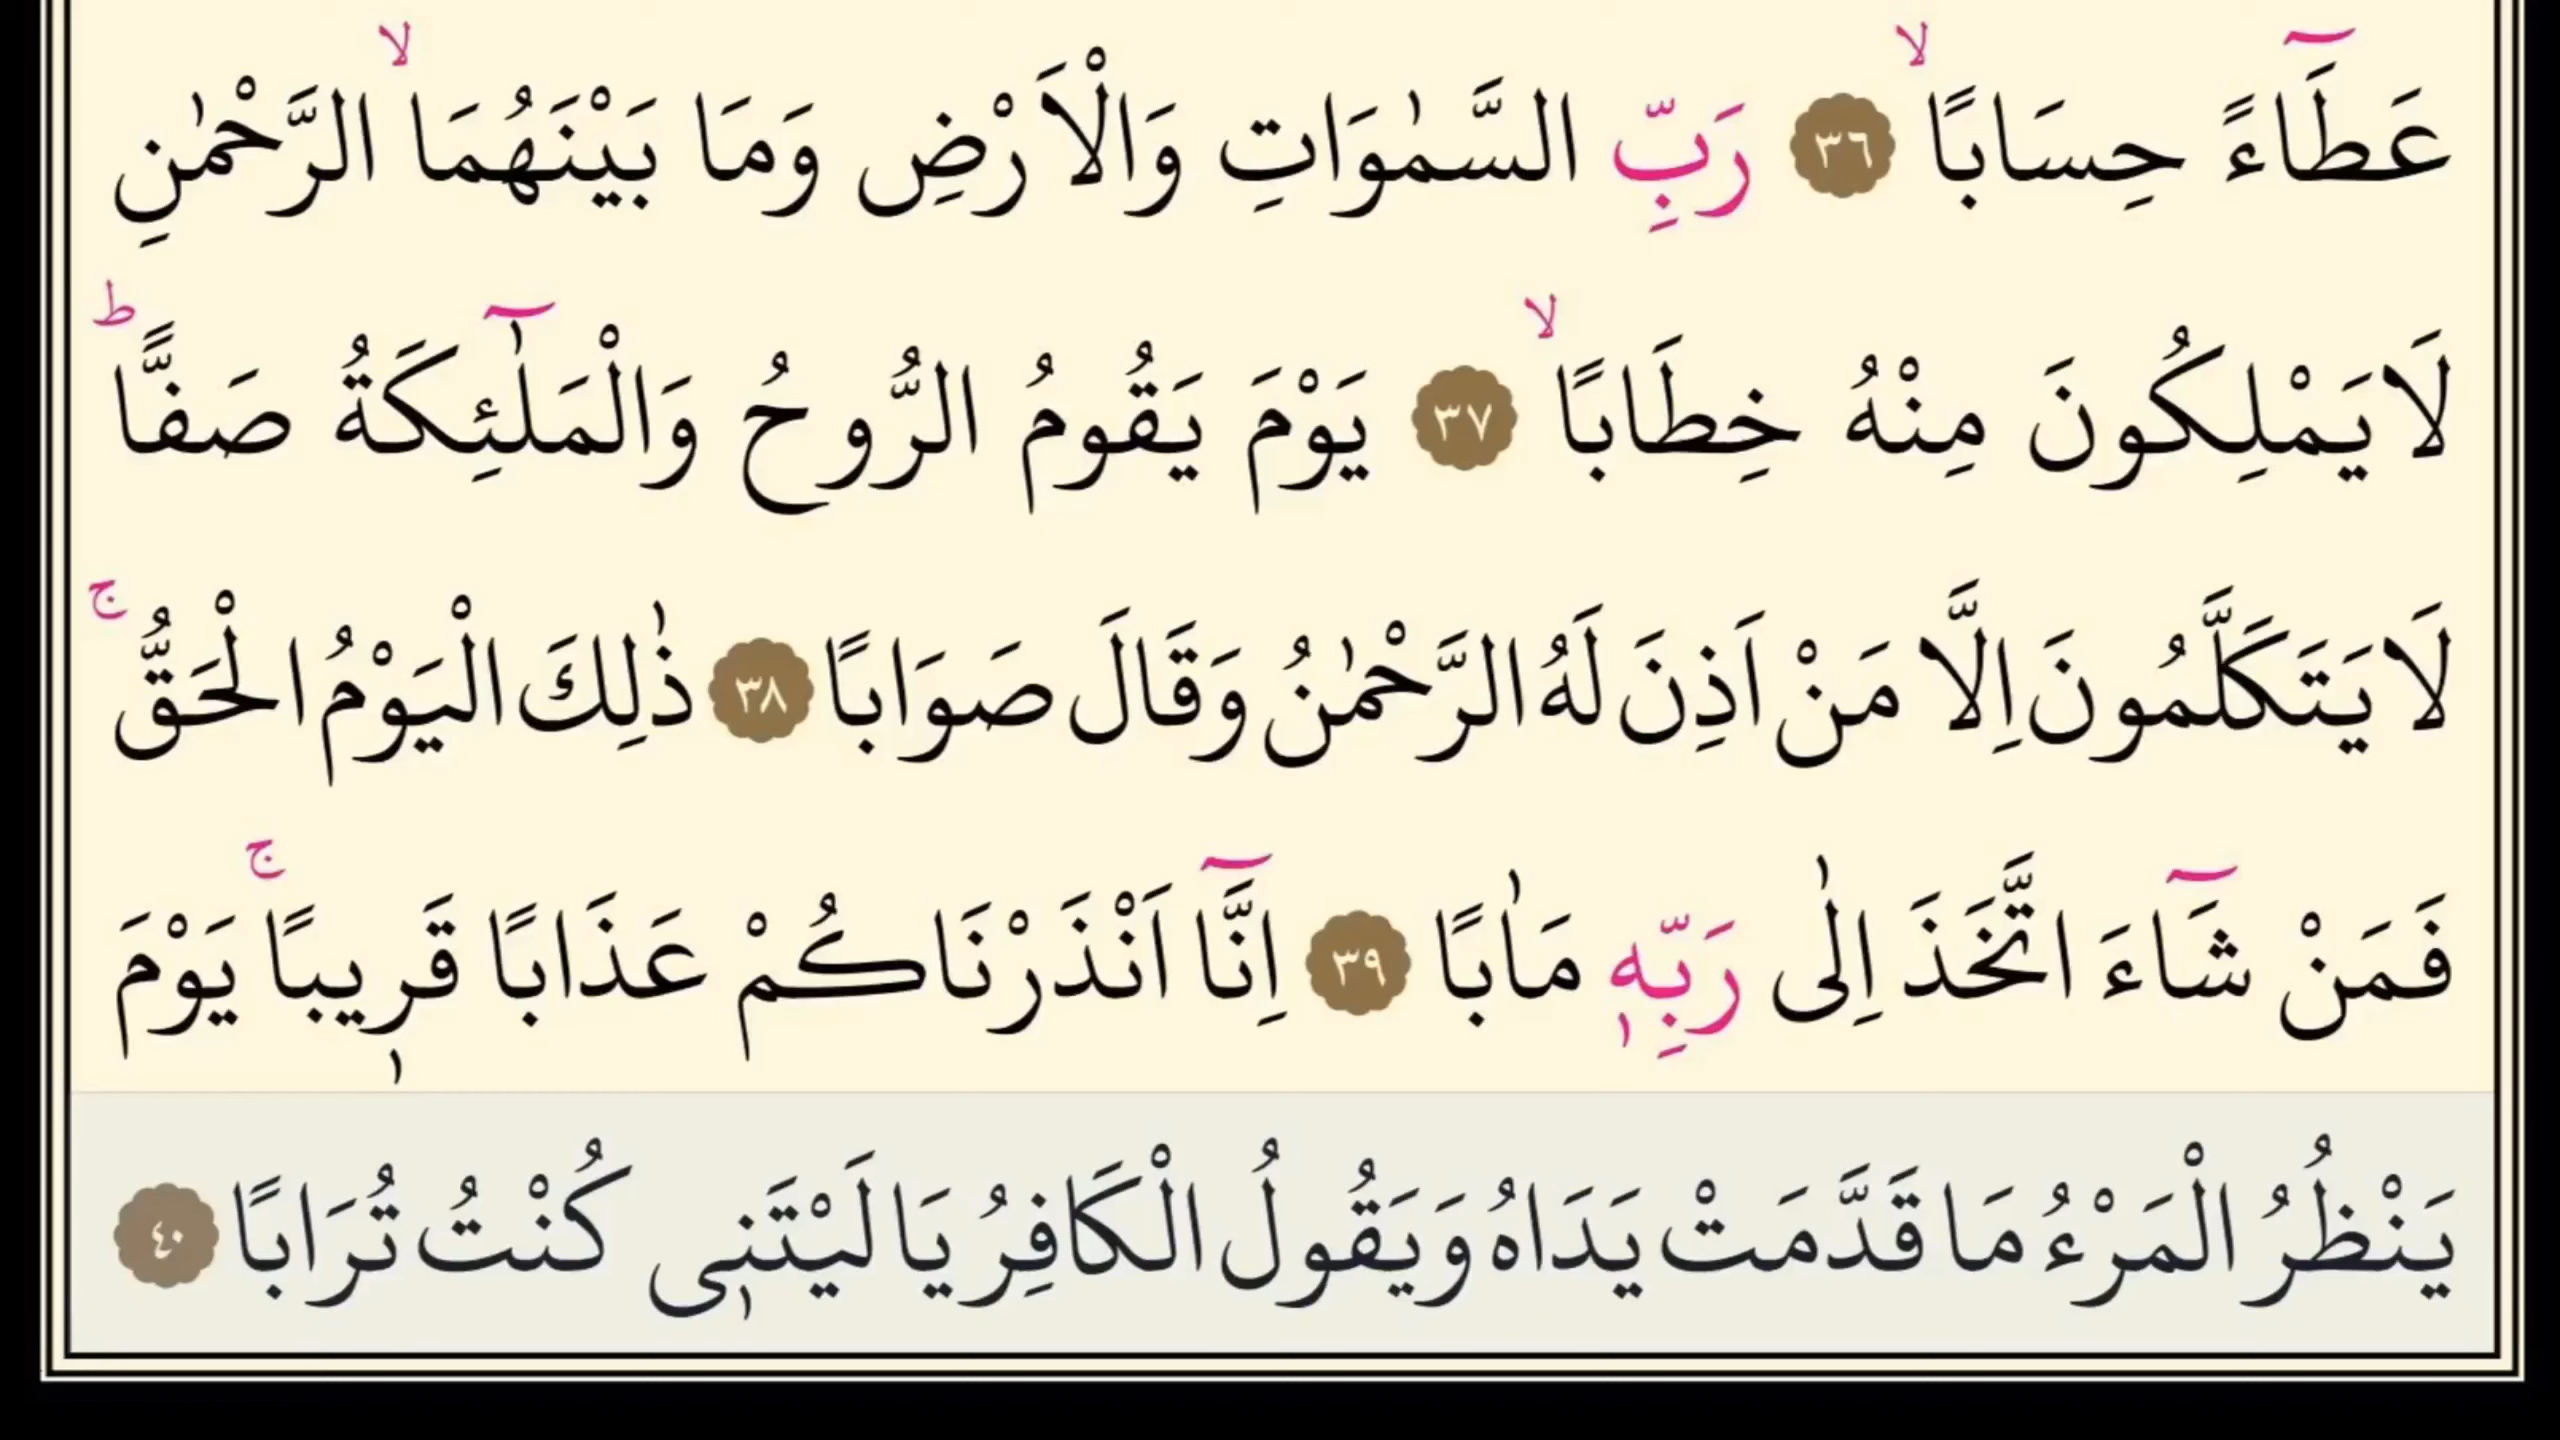 عَطَٓاءً حِسَابًاۙ ﴿٣٦﴾ رَبِّ السَّمٰوَاتِ وَالْاَرْضِ وَمَا بَيْنَهُمَاۙ الرَّحْمٰنِ
لَا يَمْلِكُونَ مِنْهُ خِطَابًاۙ ﴿٣٧﴾ يَوْمَ يَقُومُ الرُّوحُ وَالْمَلٰٓئِكَةُ صَفًّاۜ
لَا يَتَكَلَّمُونَ اِلَّا مَنْ اَذِنَ لَهُ الرَّحْمٰنُ وَقَالَ صَوَابًا ﴿٣٨﴾ ذٰلِكَ الْيَوْمُ الْحَقُّۚ
فَمَنْ شَٓاءَ اتَّخَذَ اِلٰى رَبِّه۪ مَاٰبًا ﴿٣٩﴾ اِنَّٓا اَنْذَرْنَاكُمْ عَذَابًا قَر۪يبًاۚ يَوْمَ
يَنْظُرُ الْمَرْءُ مَا قَدَّمَتْ يَدَاهُ وَيَقُولُ الْكَافِرُ يَا لَيْتَن۪ى كُنْتُ تُرَابًا ﴿٤٠﴾